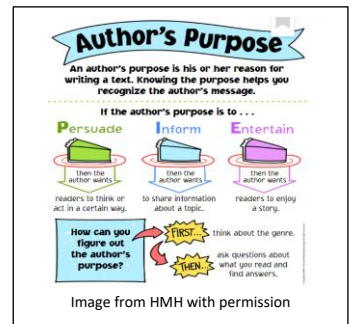 Author's Purpose
An author's purpose is his or her reason for
writing a text. Knowing the purpose helps you
recognize the author's message.
If the author's purpose is to . . .
Persuade
Inform
Entertain
then the
author wants
then the
author wants
then the
author wants
readers to think or
act in a certain way.
to share information
about a topic.
readers to enjoy
a story.
How can you
figure out
the author's
purpose?
FIRST...
think about the genre.
THEN...
ask questions about
what you read and
find answers.
Image from HMH with permission